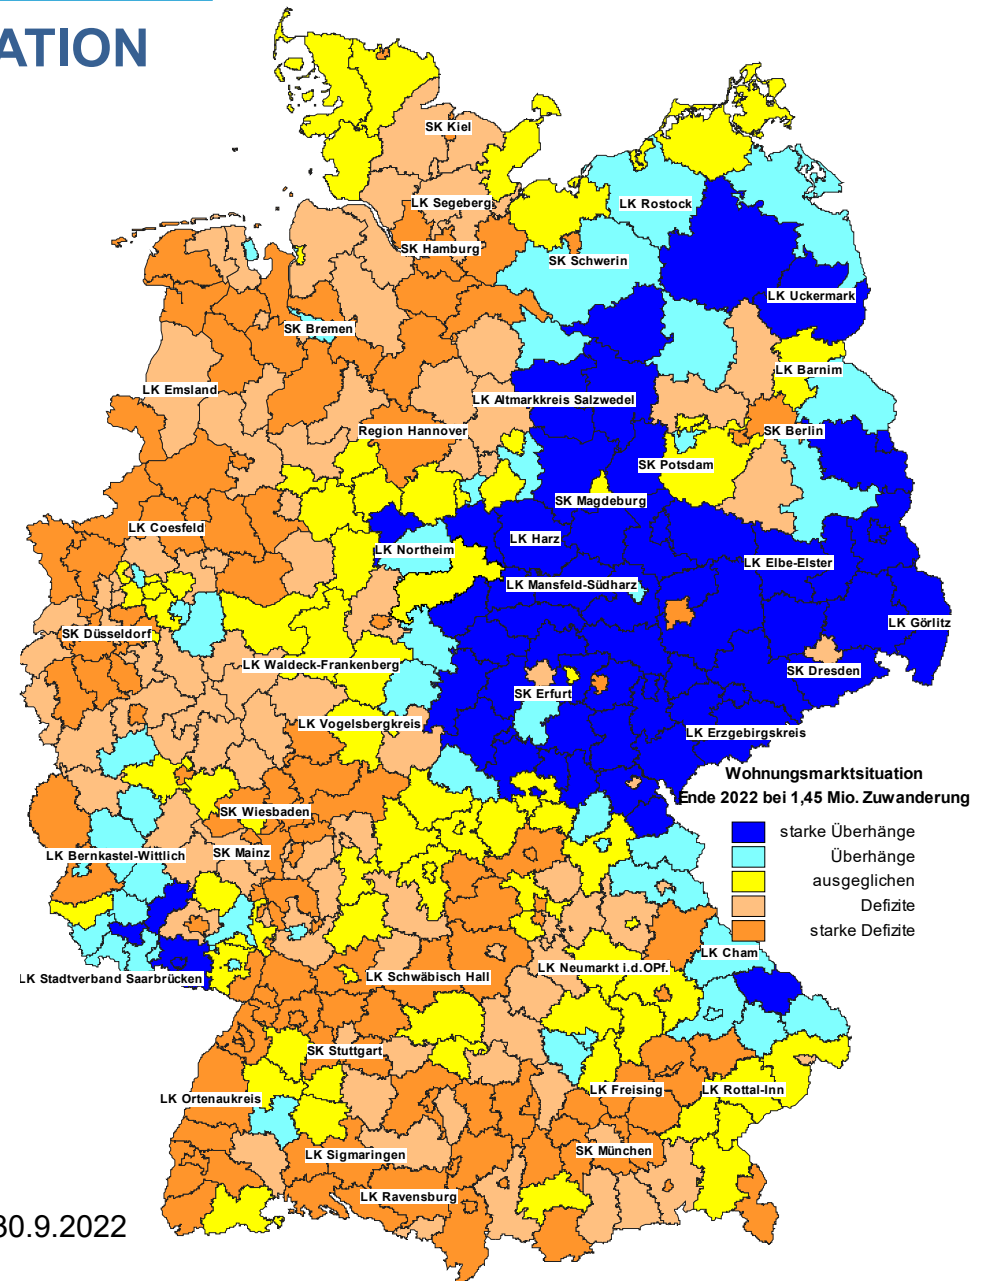 ATION
SK Kiel
LK Segeberg
LK Rostock
SK Hamburg
SK Schwerin
LK Uckermark
SK Bremen
LK Barnim
LK Emsland
LK Altmarkkreis Salzwedel
Region Hannover
SK Berlin
SK Potsdam
SK Magdeburg
LK Coesfeld
LK Harz
LK Northeim
LK Elbe-Elster
LK Mansfeld-Südharz
LK Görlitz
SK Düsseldorf
LK Waldeck-Frankenberg
SK Dresden
SK Erfurt
LK Vogelsbergkreis
LK Erzgebirgskreis
Wohnungsmarktsituation
Ende 2022 bei 1,45 Mio. Zuwanderung
starke Überhänge
Überhänge
ausgeglichen
Defizite
starke Defizite
SK Wiesbaden
SK Mainz
LK Bernkastel-Wittlich
LK Cham
LK Neumarkt i.d.OPf.
LK Schwäbisch Hall
LK Stadtverband Saarbrücken
SK Stuttgart
LK Freising
LK Rottal-Inn
LK Ortenaukreis
SK München
LK Sigmaringen
LK Ravensburg
30.9.2022